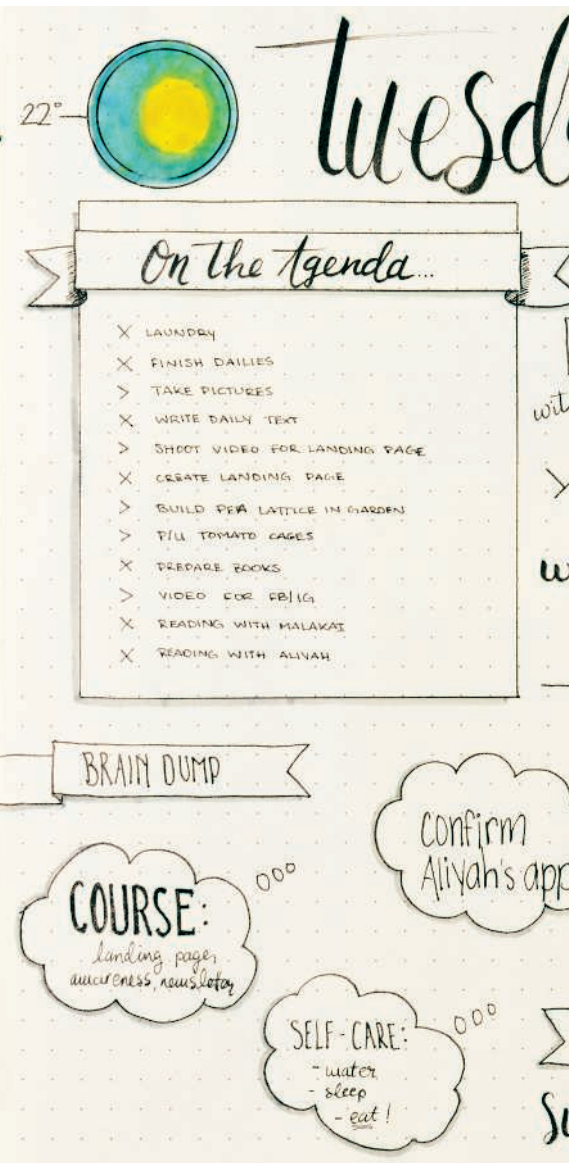 22°
Tuesd
On the Agenda...
X LAUNDRY
X FINISH DAILIES
> TAKE PICTURES
X WRITE DAILY TEXT
> SHOOT VIDEO FOR LANDING PAGE
X CREATE LANDING PAGE
> BUILD PEA LATTICE IN GARDEN
> P/U TOMATO CAGES
X PREPARE BOOKS
> VIDEO FOR FB/IG
X READING WITH MALAKAI
X READING WITH ALIYAH
wit
w
BRAIN DUMP
Confirm
Aliyah's app
COURSE:
landing page,
awareness, newsletter
SELF-CARE:
- water
- sleep
- eat!
Su